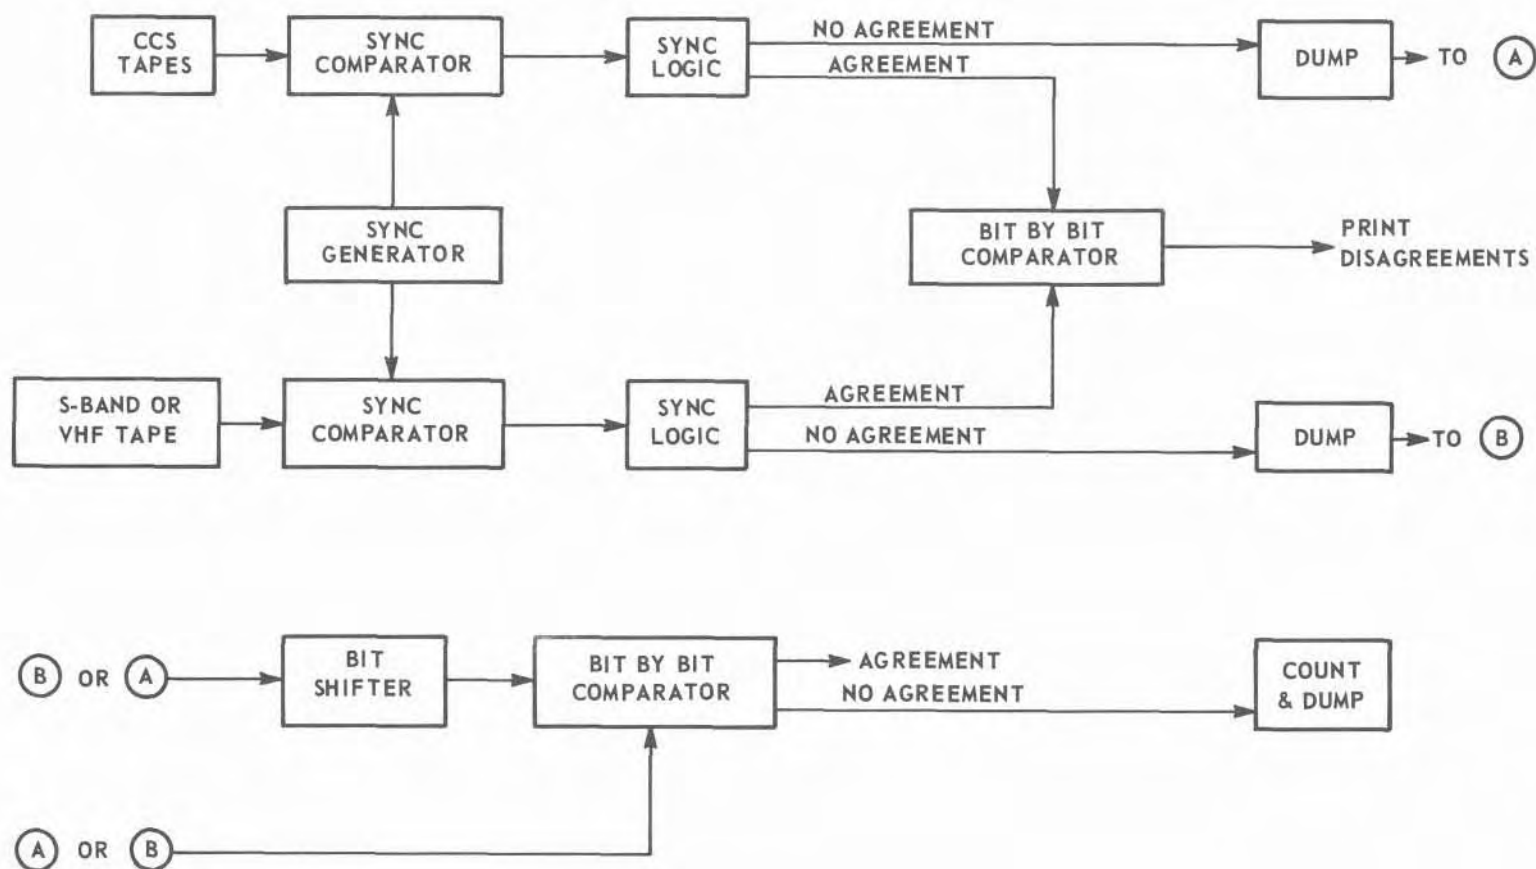 CCS
TAPES
SYNC
COMPARATOR
SYNC
LOGIC
NO AGREEMENT
AGREEMENT
DUMP
TO A
SYNC
GENERATOR
BIT BY BIT
COMPARATOR
PRINT
DISAGREEMENTS
S-BAND OR
VHF TAPE
SYNC
COMPARATOR
SYNC
LOGIC
AGREEMENT
NO AGREEMENT
DUMP
TO B
B OR A
BIT
SHIFTER
BIT BY BIT
COMPARATOR
AGREEMENT
NO AGREEMENT
COUNT
& DUMP
A OR B